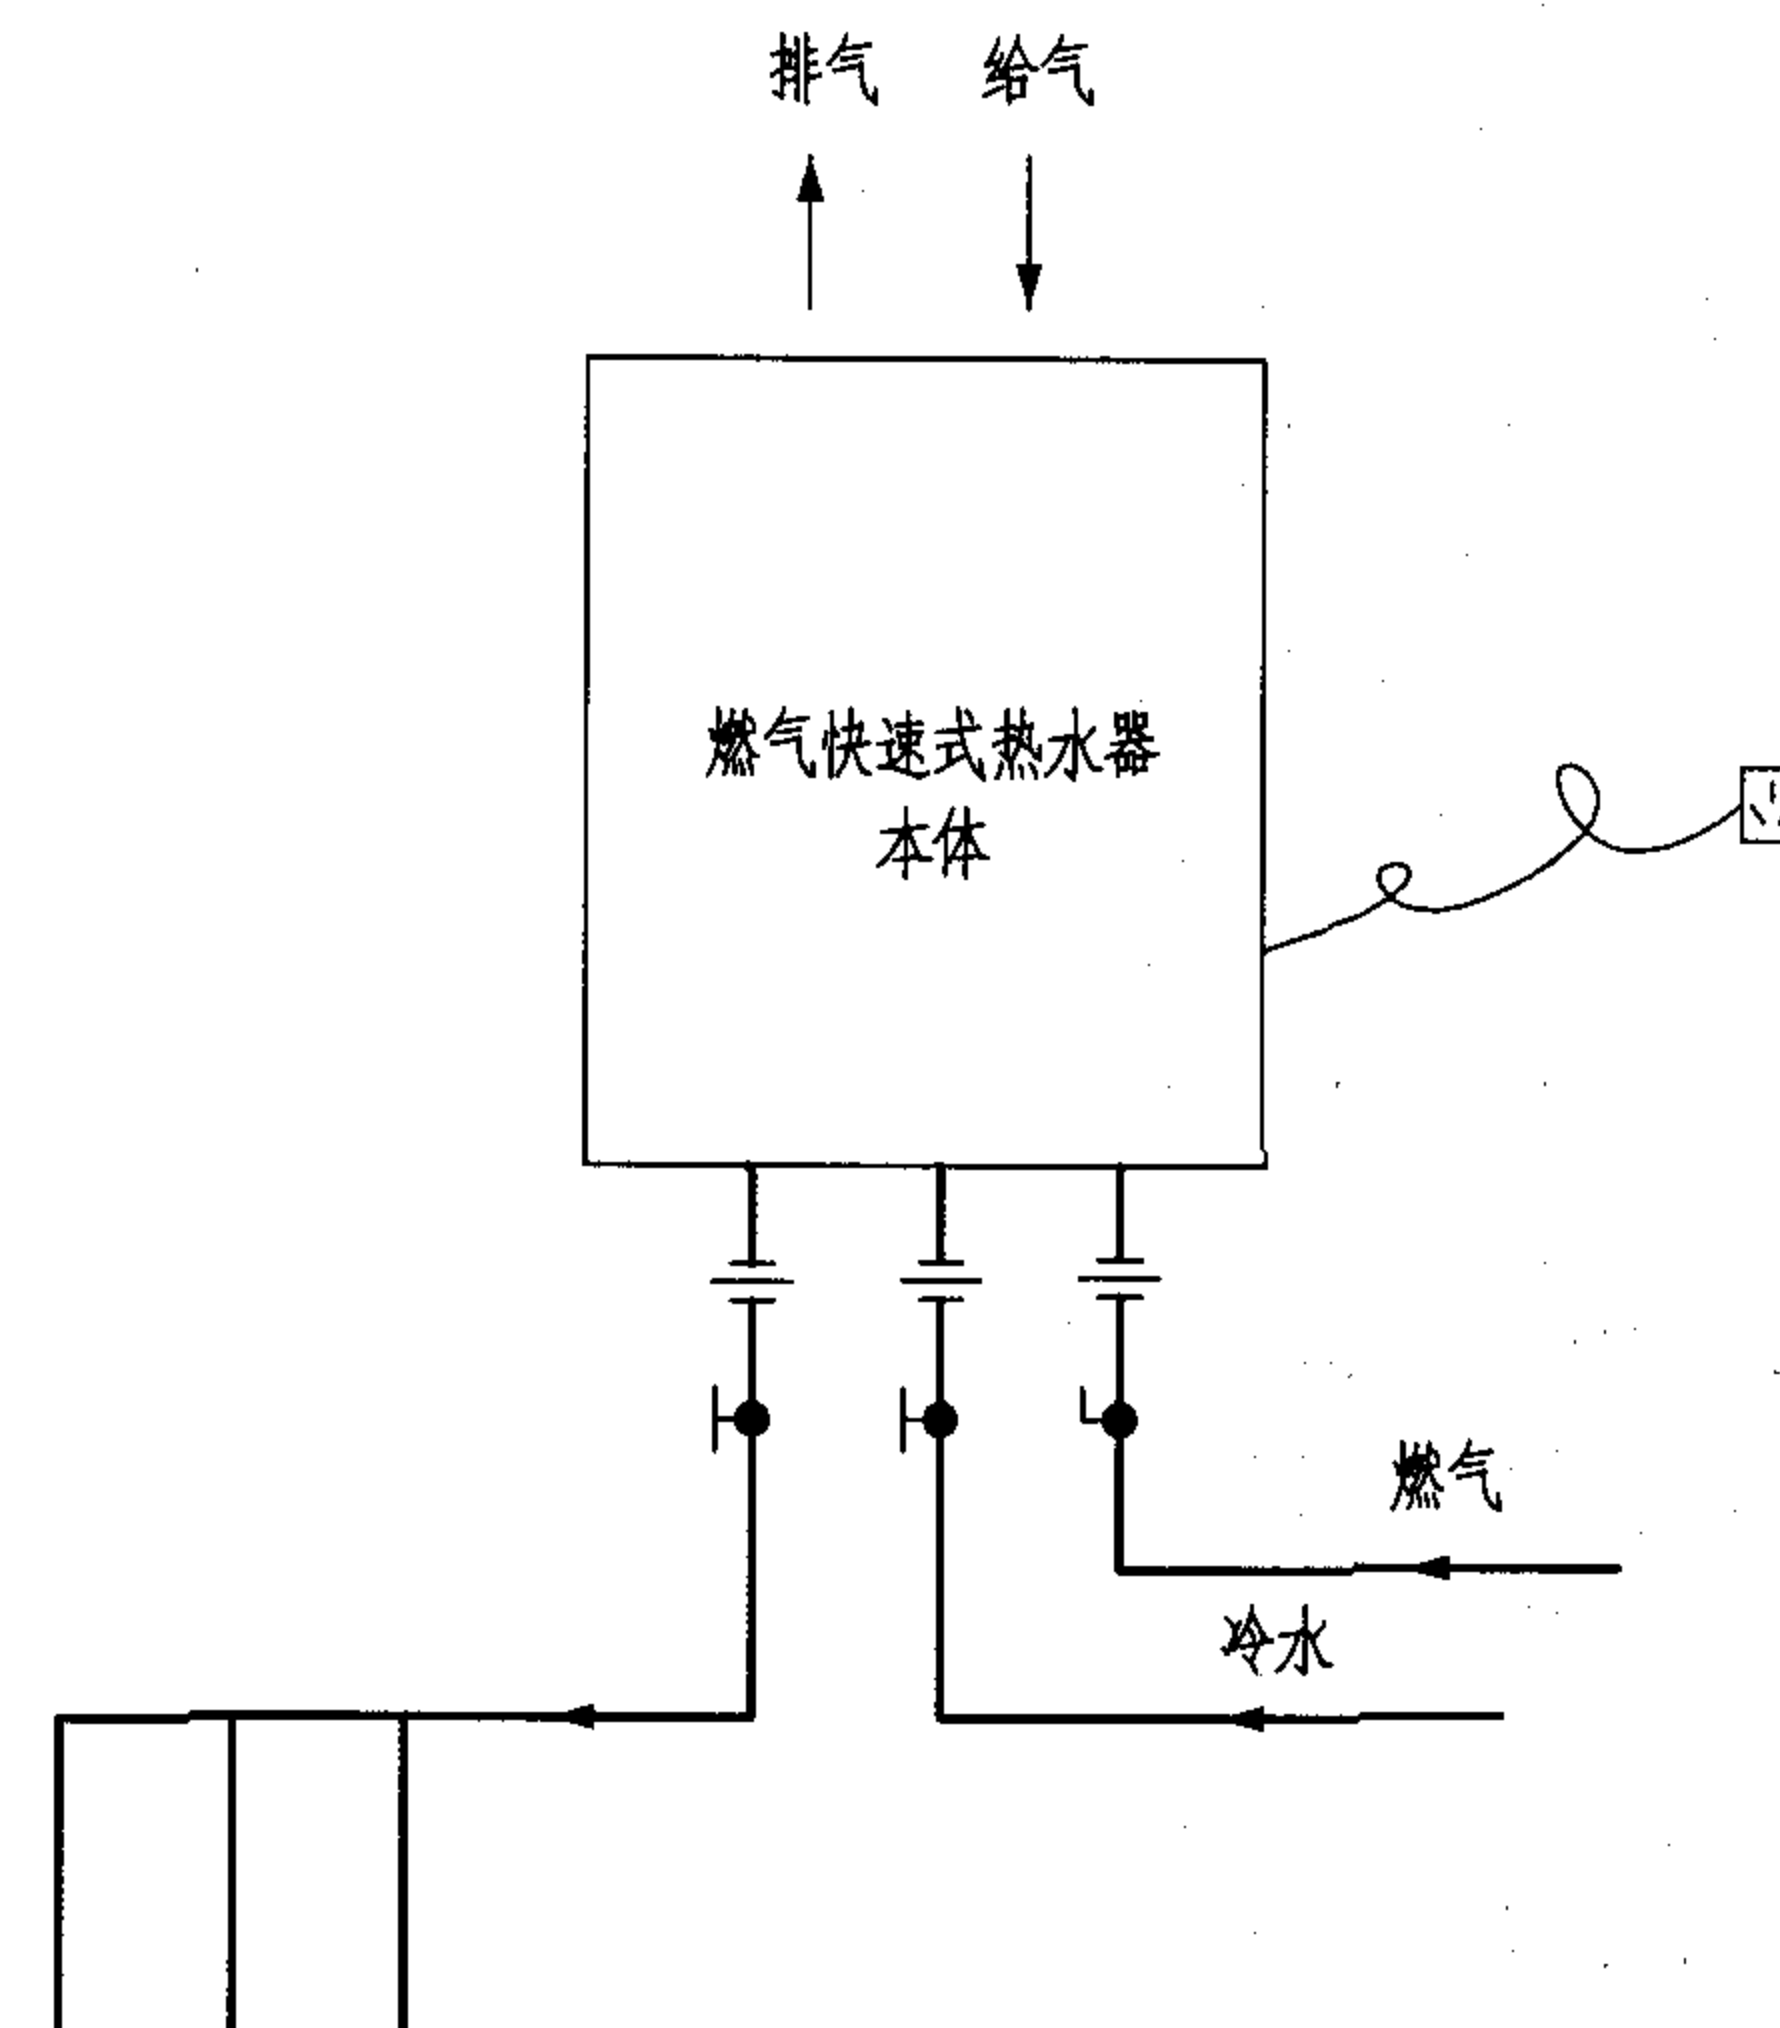 排气 给气
燃气快速式热水器
本体
燃气
冷水